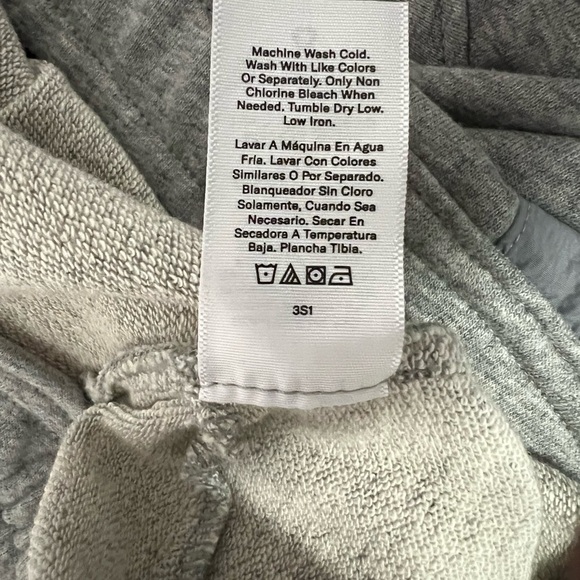 Machine Wash Cold.
Wash With Like Colors
Or Separately. Only Non
Chlorine Bleach When
Needed. Tumble Dry Low.
Low Iron.
Lavar A Máquina En Agua
Fría. Lavar Con Colores
Similares O Por Separado.
Blanqueador Sin Cloro
Solamente, Cuando Sea
Necesario. Secar En
Secadora A Temperatura
Baja. Plancha Tibia.
3S1